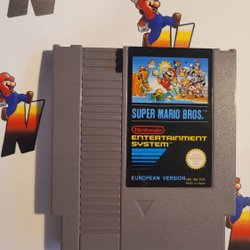 SUPER MARIO BROS.
Nintendo
ENTERTAINMENT
SYSTEM
EUROPEAN VERSION
N
N